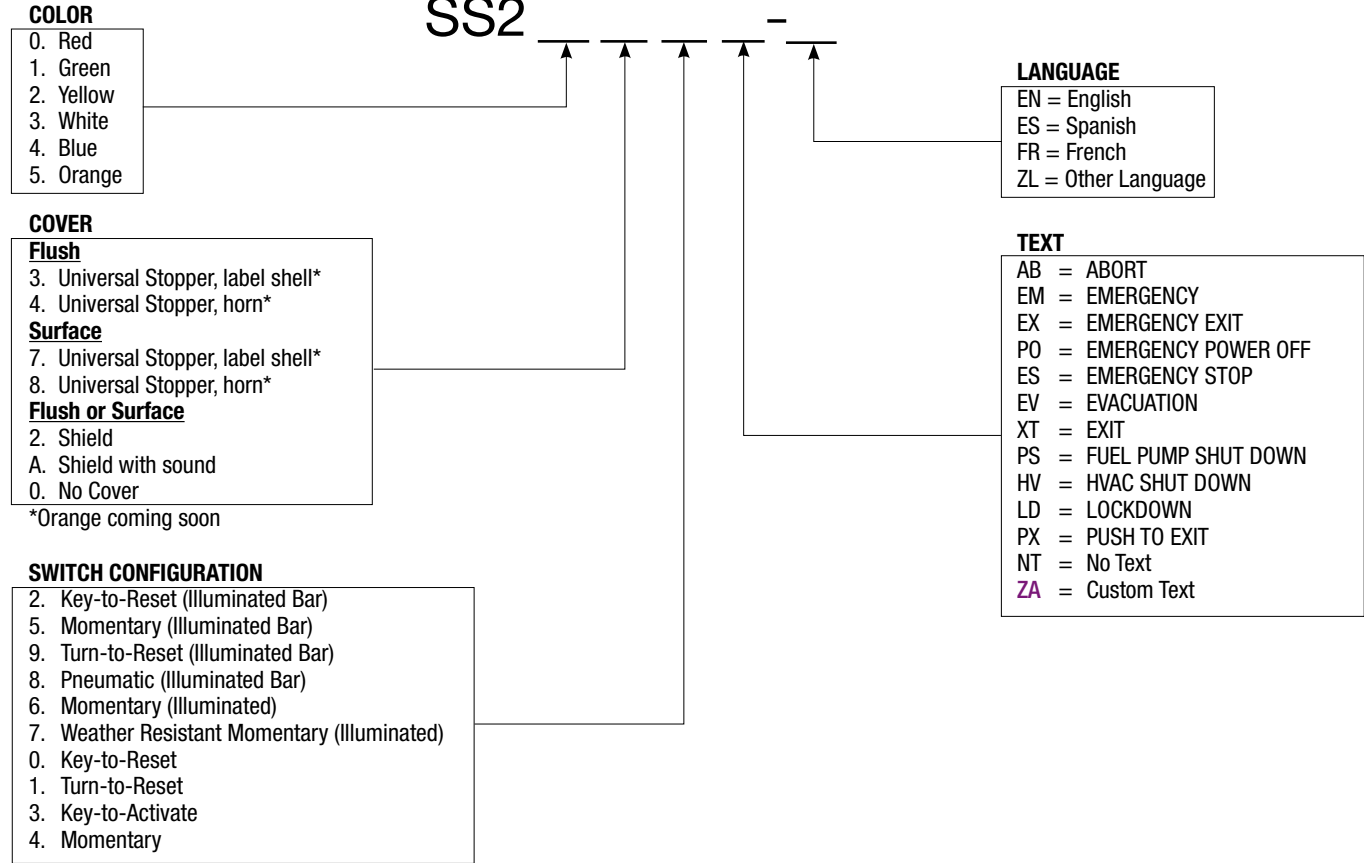 SS2 __ __ __ __ - __
COLOR
0. Red
1. Green
2. Yellow
3. White
4. Blue
5. Orange
COVER
Flush
3. Universal Stopper, label shell*
4. Universal Stopper, horn*
Surface
7. Universal Stopper, label shell*
8. Universal Stopper, horn*
Flush or Surface
2. Shield
A. Shield with sound
0. No Cover
*Orange coming soon
SWITCH CONFIGURATION
2. Key-to-Reset (Illuminated Bar)
5. Momentary (Illuminated Bar)
9. Turn-to-Reset (Illuminated Bar)
8. Pneumatic (Illuminated Bar)
6. Momentary (Illuminated)
7. Weather Resistant Momentary (Illuminated)
0. Key-to-Reset
1. Turn-to-Reset
3. Key-to-Activate
4. Momentary
LANGUAGE
EN = English
ES = Spanish
FR = French
ZL = Other Language
TEXT
AB = ABORT
EM = EMERGENCY
EX = EMERGENCY EXIT
PO = EMERGENCY POWER OFF
ES = EMERGENCY STOP
EV = EVACUATION
XT = EXIT
PS = FUEL PUMP SHUT DOWN
HV = HVAC SHUT DOWN
LD = LOCKDOWN
PX = PUSH TO EXIT
NT = No Text
ZA = Custom Text